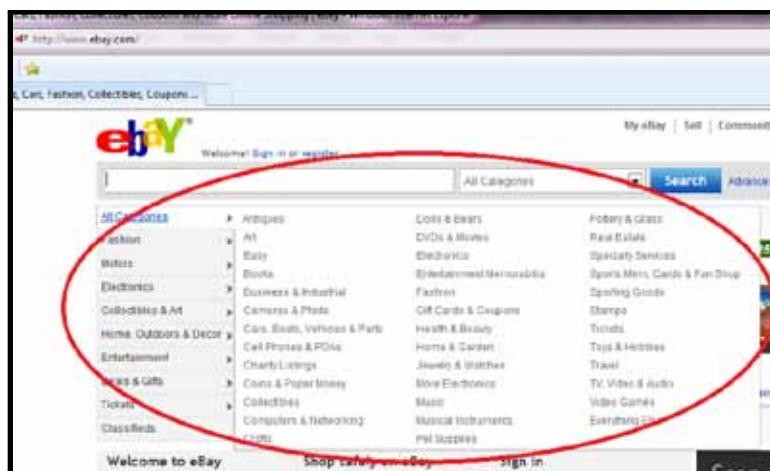 http://www.ebay.com/
, Cars, Fashion, Collectibles, Coupons ...
ebaY
My eBay | Sell | Community
Welcome! Sign in or register
All Categories
Search
Advanced
All Categories
Fashion
Motors
Electronics
Collectibles & Art
Home, Outdoors & Decor
Entertainment
Deals & Gifts
Tickets
Classifieds
Antiques
Art
Baby
Books
Business & Industrial
Cameras & Photo
Cars, Boats, Vehicles & Parts
Cell Phones & PDAs
Charity Listings
Coins & Paper Money
Collectibles
Computers & Networking
Crafts
Dolls & Bears
DVDs & Movies
Electronics
Entertainment Memorabilia
Fashion
Gift Cards & Coupons
Health & Beauty
Home & Garden
Jewelry & Watches
More Electronics
Music
Musical Instruments
Pet Supplies
Pottery & Glass
Real Estate
Specialty Services
Sports Mem, Cards & Fan Shop
Sporting Goods
Stamps
Tickets
Toys & Hobbies
Travel
TV, Video & Audio
Video Games
Everything Else
Welcome to eBay
Shop safely on eBay
Sign in